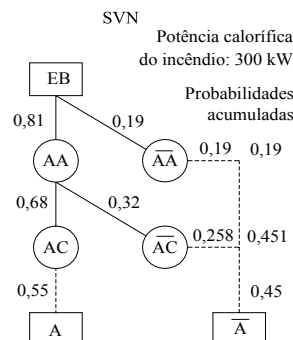 SVN
Potência calorífica
do incêndio: 300 kW
EB
Probabilidades
acumuladas
0,81
0,19
0,19
0,19
AA
A̅A̅
0,68
0,32
AC
A̅C̅
0,258
0,451
0,55
0,45
A
A̅